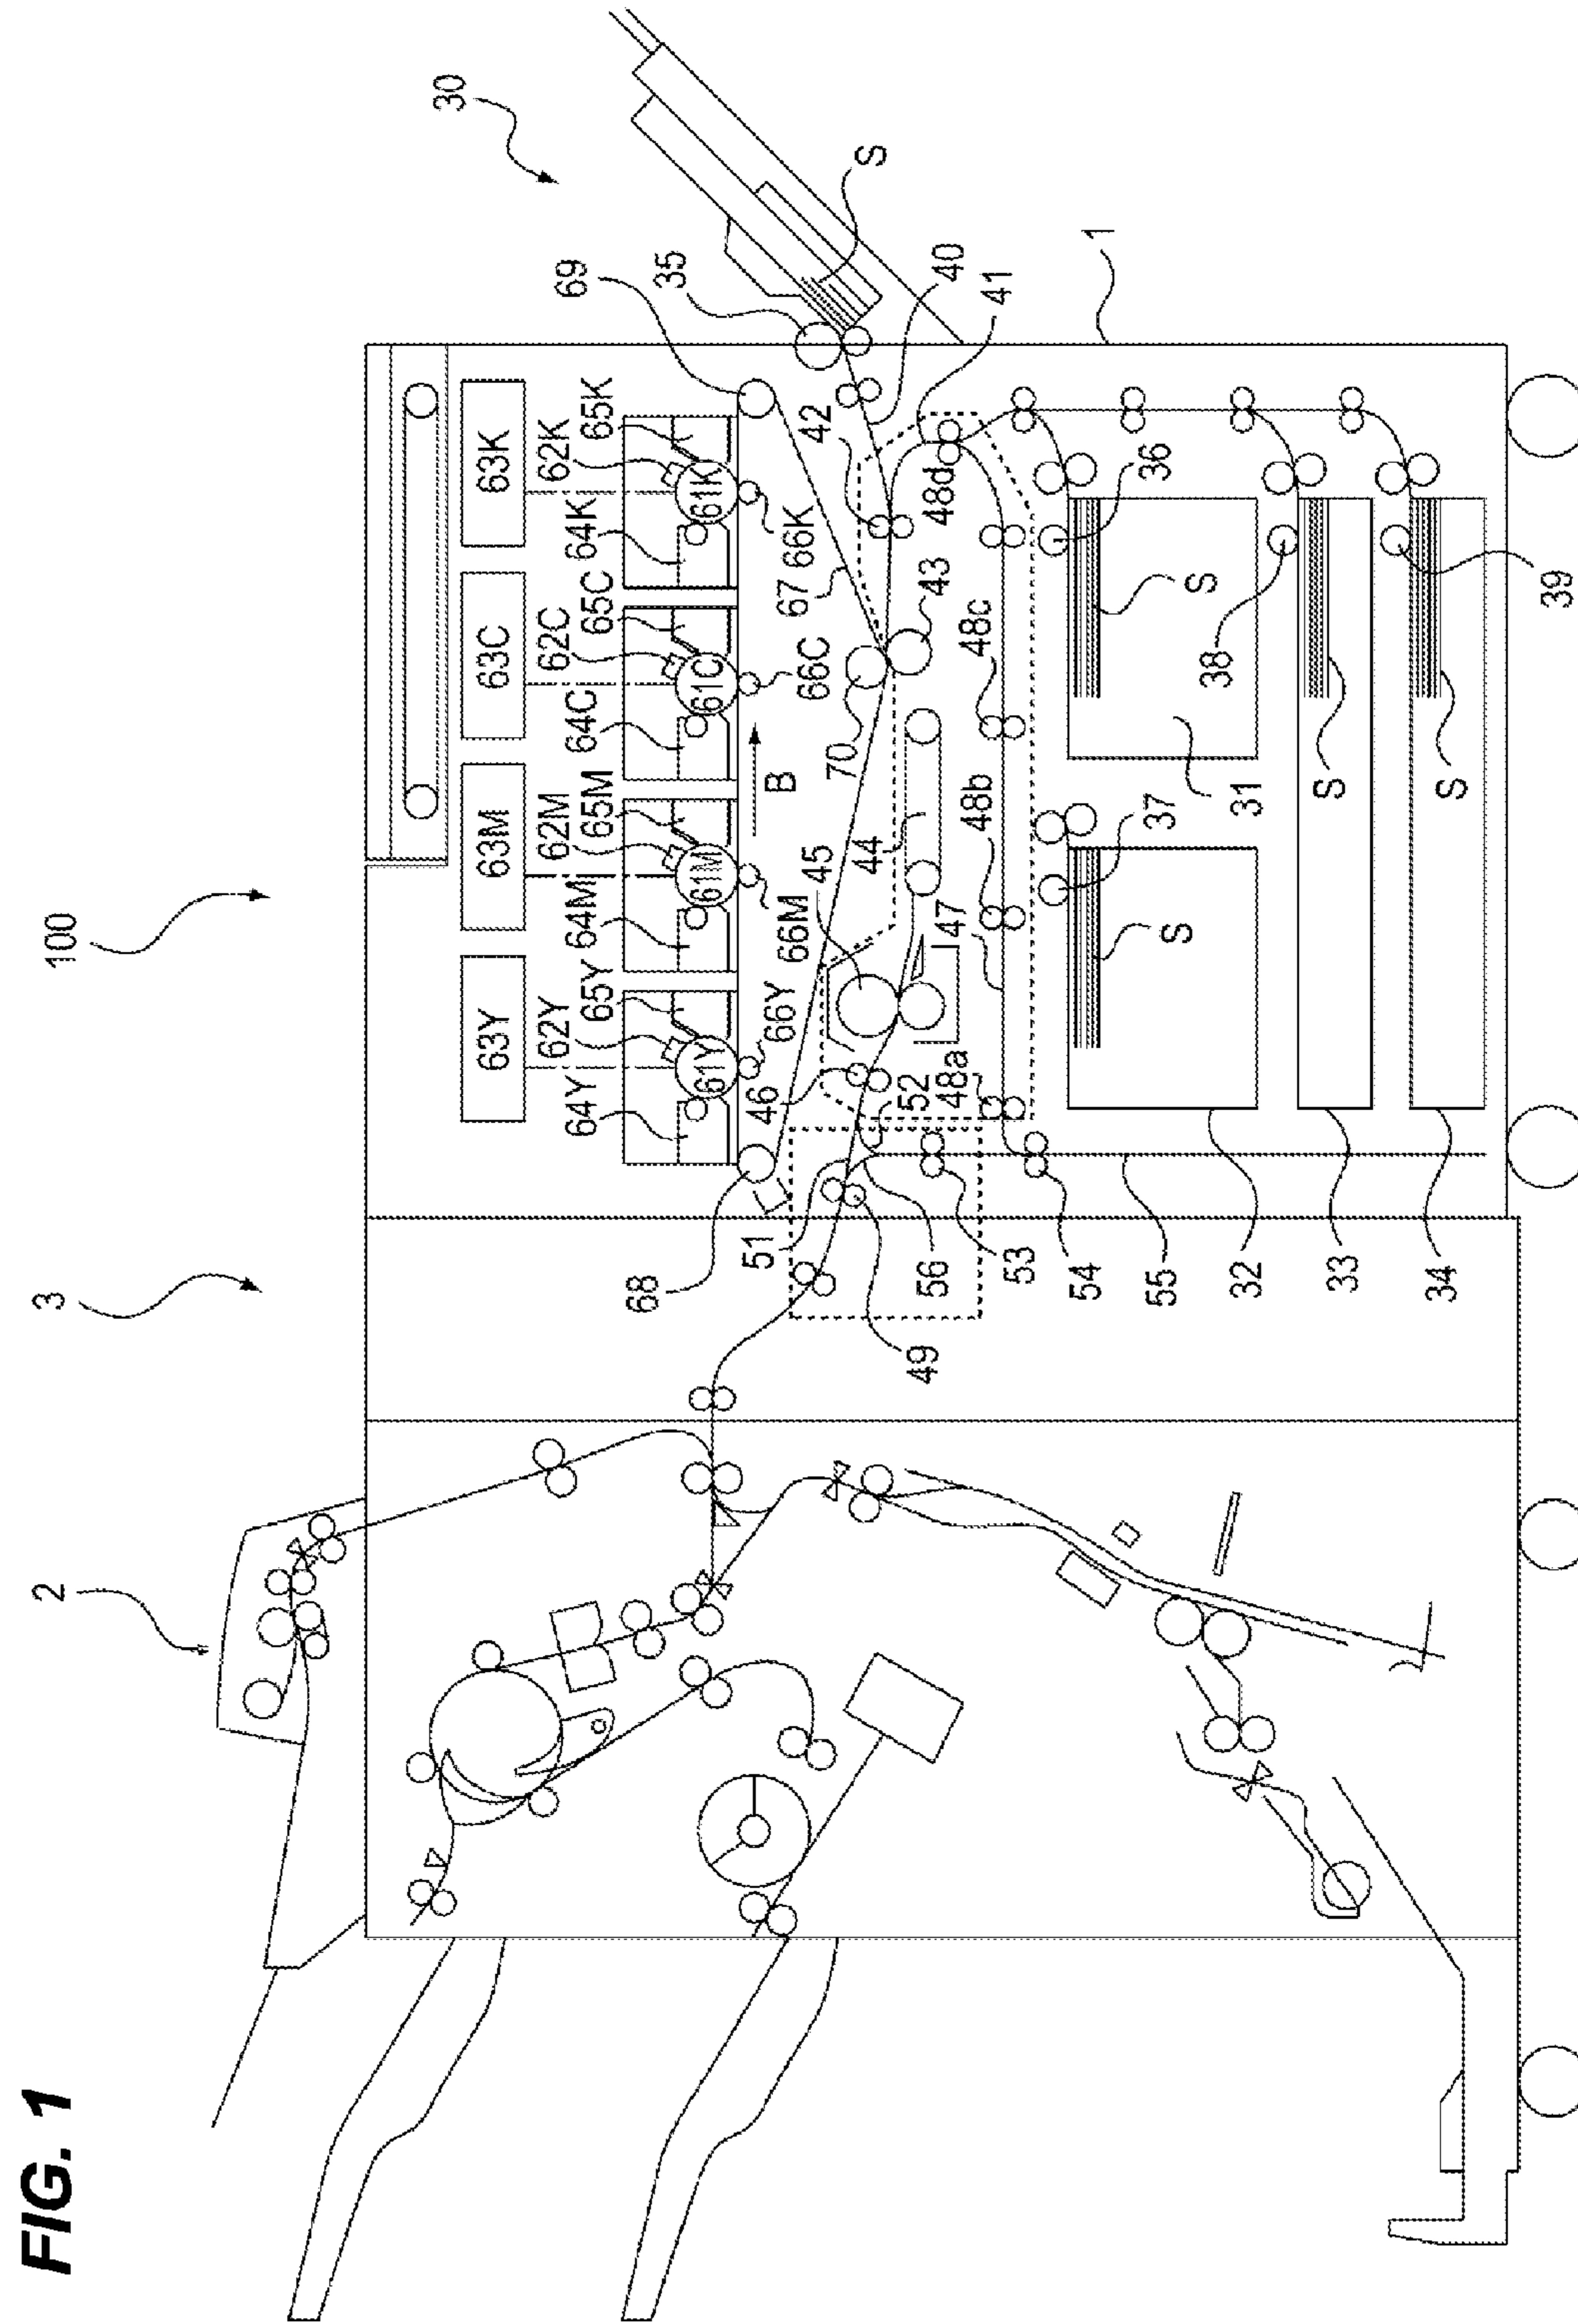 FIG. 1
100
3
2
30
63Y
63M
63C
63K
62Y
62M
62C
62K
64Y
65Y
64M
65M
64C
65C
64K
65K
61Y
61M
61C
61K
66Y
66M
66C
66K
69
35
S
B
67
68
70
42
40
41
1
43
44
45
46
47
48a
48b
48c
48d
49
51
52
53
54
55
56
36
37
38
39
31
32
33
34
S
S
S
S